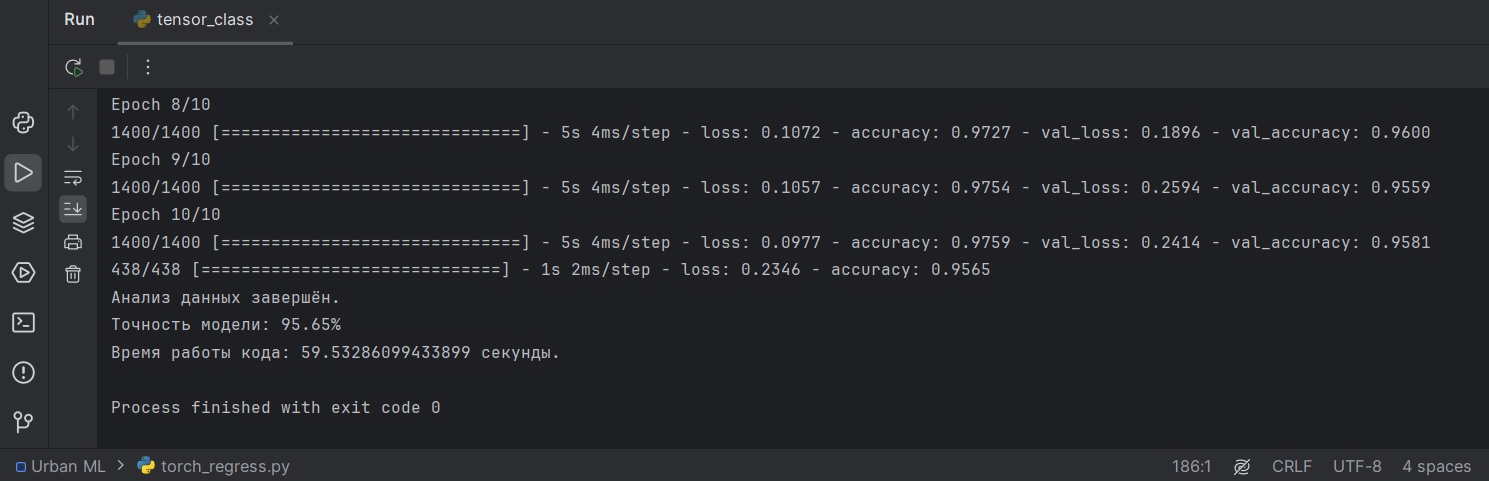 Run tensor_class
Epoch 8/10
1400/1400 [==============================] - 5s 4ms/step - loss: 0.1072 - accuracy: 0.9727 - val_loss: 0.1896 - val_accuracy: 0.9600
Epoch 9/10
1400/1400 [==============================] - 5s 4ms/step - loss: 0.1057 - accuracy: 0.9754 - val_loss: 0.2594 - val_accuracy: 0.9559
Epoch 10/10
1400/1400 [==============================] - 5s 4ms/step - loss: 0.0977 - accuracy: 0.9759 - val_loss: 0.2414 - val_accuracy: 0.9581
438/438 [==============================] - 1s 2ms/step - loss: 0.2346 - accuracy: 0.9565
Анализ данных завершён.
Точность модели: 95.65%
Время работы кода: 59.53286099433899 секунды.
Process finished with exit code 0
Urban ML > torch_regress.py 186:1 CRLF UTF-8 4 spaces